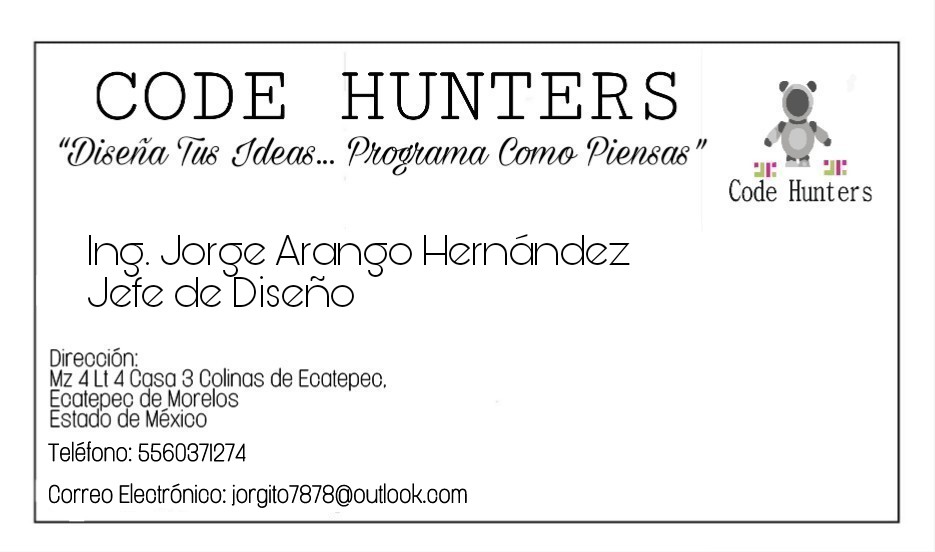 CODE HUNTERS
“Diseña Tus Ideas... Programa Como Piensas”
Code Hunters
Ing. Jorge Arango Hernández
Jefe de Diseño
Dirección:
Mz 4 Lt 4 Casa 3 Colinas de Ecatepec,
Ecatepec de Morelos
Estado de México
Teléfono: 5560371274
Correo Electrónico: jorgito7878@outlook.com